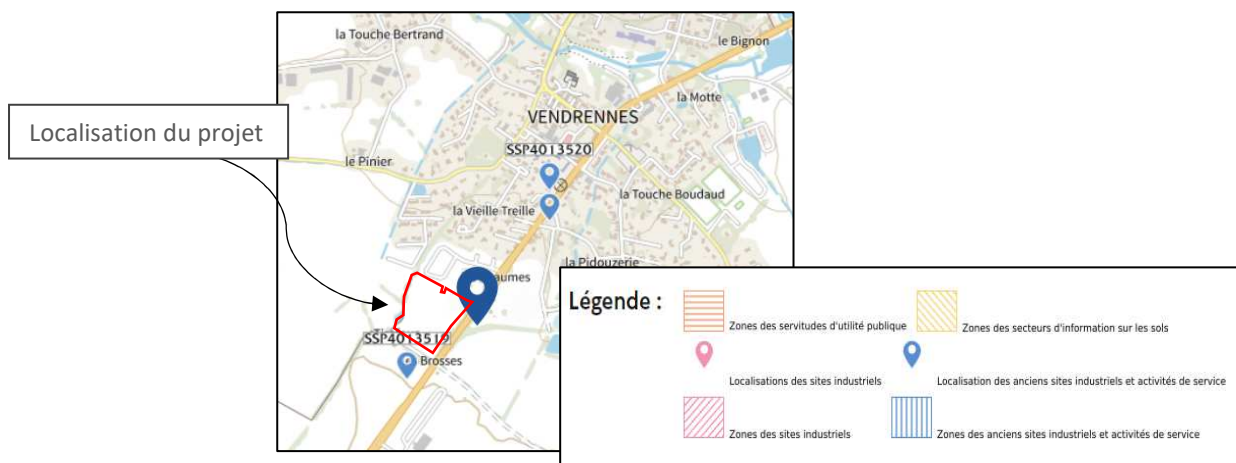 la Touche Bertrand
le Bignon
la Motte
VENDRENNES
Localisation du projet
SSP4013520
le Pinier
la Touche Boudaud
la Vieille Treille
la Pidouzerie
aumes
SSP4013519
Brosses
Légende :
Zones des servitudes d'utilité publique
Zones des secteurs d'information sur les sols
Localisations des sites industriels
Localisation des anciens sites industriels et activités de service
Zones des sites industriels
Zones des anciens sites industriels et activités de service